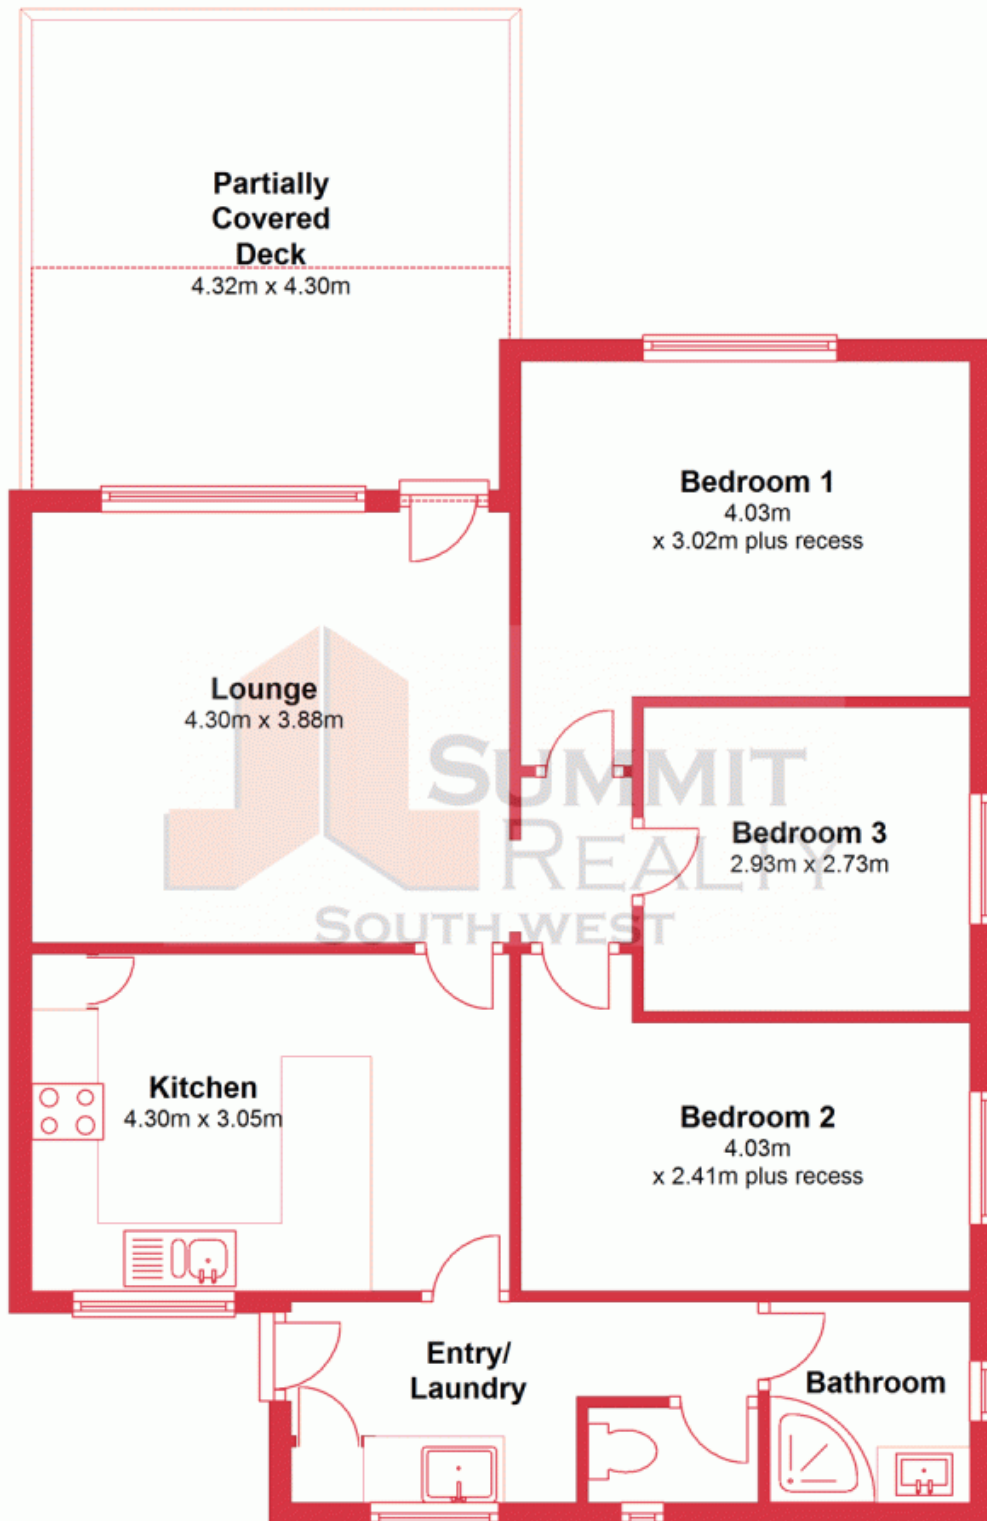 Partially
Covered
Deck
4.32m x 4.30m
Bedroom 1
4.03m
x 3.02m plus recess
Lounge
4.30m x 3.88m
SUMMIT
REALTY
SOUTH WEST
Bedroom 3
2.93m x 2.73m
Kitchen
4.30m x 3.05m
Bedroom 2
4.03m
x 2.41m plus recess
Entry/
Laundry
Bathroom